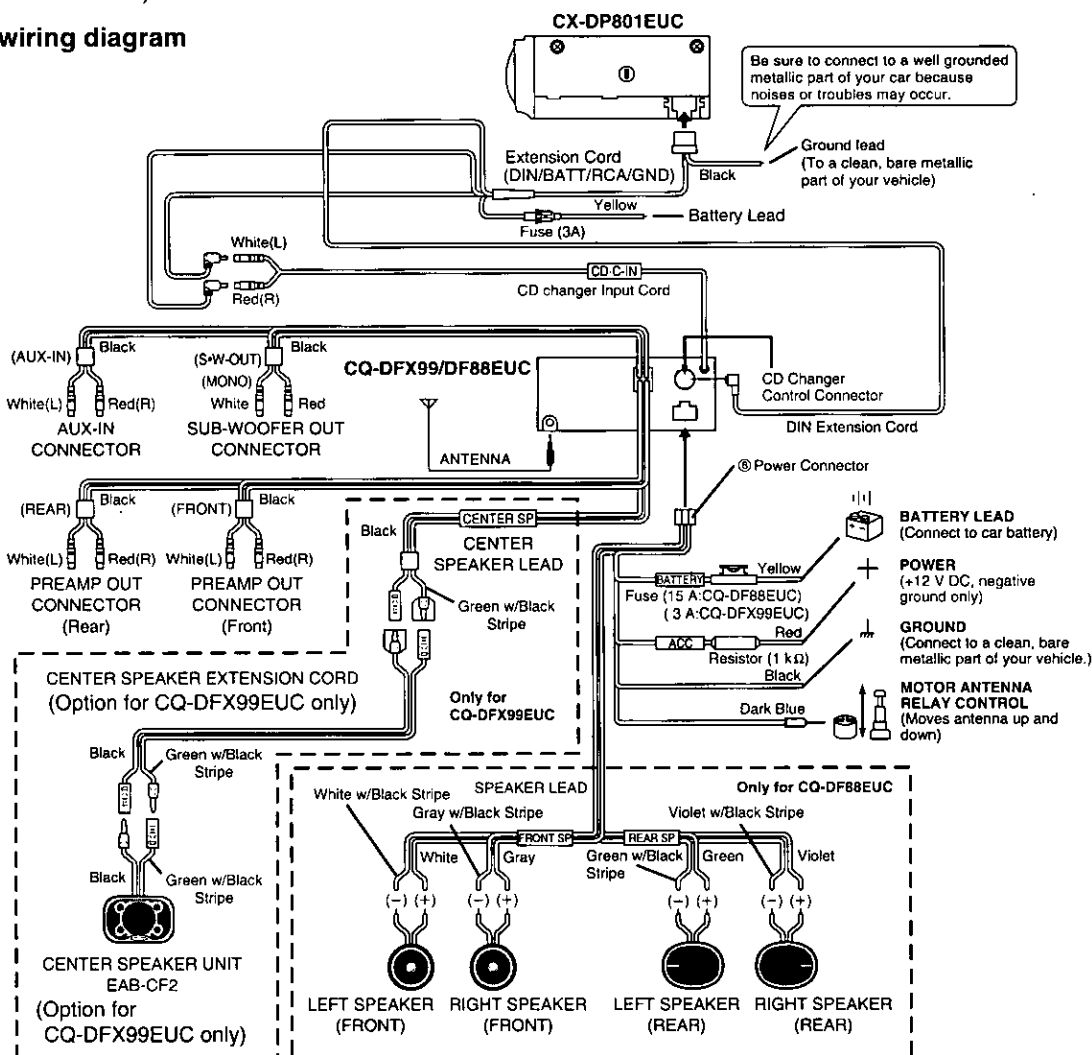 wiring diagram
CX-DP801EUC
Be sure to connect to a well grounded
metallic part of your car because
noises or troubles may occur.
Ground lead
(To a clean, bare metallic
part of your vehicle)
Extension Cord
(DIN/BATT/RCA/GND)
Black
Yellow
Battery Lead
Fuse (3A)
White(L)
Red(R)
CD·C-IN
CD changer Input Cord
(AUX-IN)
Black
White(L)
Red(R)
AUX-IN
CONNECTOR
(S•W-OUT)
(MONO)
Black
White
Red
SUB-WOOFER OUT
CONNECTOR
CQ-DFX99/DF88EUC
ANTENNA
CD Changer
Control Connector
DIN Extension Cord
(REAR)
Black
White(L)
Red(R)
PREAMP OUT
CONNECTOR
(Rear)
(FRONT)
Black
White(L)
Red(R)
PREAMP OUT
CONNECTOR
(Front)
Black
CENTER SP
CENTER
SPEAKER LEAD
Green w/Black
Stripe
⑧ Power Connector
BATTERY LEAD
(Connect to car battery)
Yellow
BATTERY
Fuse (15 A:CQ-DF88EUC)
( 3 A:CQ-DFX99EUC)
POWER
(+12 V DC, negative
ground only)
Red
ACC
Resistor (1 kΩ)
GROUND
(Connect to a clean, bare
metallic part of your vehicle.)
Black
MOTOR ANTENNA
RELAY CONTROL
(Moves antenna up and
down)
Dark Blue
CENTER SPEAKER EXTENSION CORD
(Option for CQ-DFX99EUC only)
Only for
CQ-DFX99EUC
Black
Green w/Black
Stripe
Black
Green w/Black
Stripe
CENTER SPEAKER UNIT
EAB-CF2
(Option for
CQ-DFX99EUC only)
SPEAKER LEAD
Only for CQ-DF88EUC
White w/Black Stripe
Gray w/Black Stripe
Violet w/Black Stripe
FRONT SP
REAR SP
White
Gray
Green w/Black
Stripe
Green
Violet
(-) (+)
(-) (+)
(-) (+)
(-) (+)
LEFT SPEAKER
(FRONT)
RIGHT SPEAKER
(FRONT)
LEFT SPEAKER
(REAR)
RIGHT SPEAKER
(REAR)